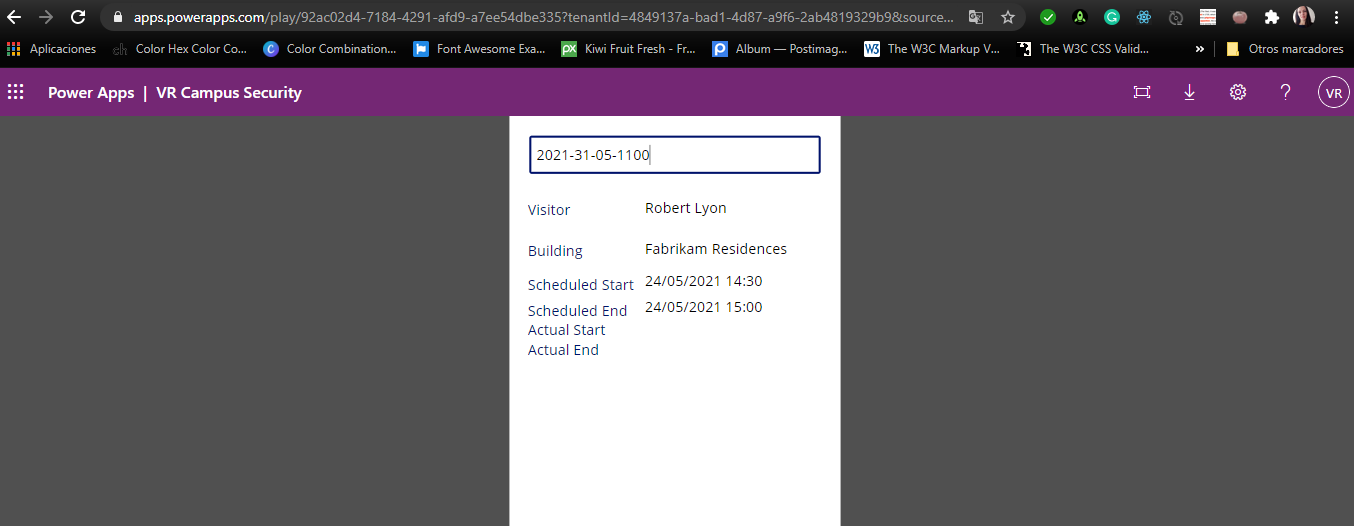 apps.powerapps.com/play/92ac02d4-7184-4291-afd9-a7ee54dbe335?tenantId=4849137a-bad1-4d87-a9f6-2ab4819329b9&source...
Aplicaciones Color Hex Color Co... Color Combination... Font Awesome Exa... Kiwi Fruit Fresh - Fr... Album — Postimag... The W3C Markup V... The W3C CSS Valid... » Otros marcadores
Power Apps | VR Campus Security VR
2021-31-05-1100
Visitor Robert Lyon
Building Fabrikam Residences
Scheduled Start 24/05/2021 14:30
Scheduled End 24/05/2021 15:00
Actual Start
Actual End